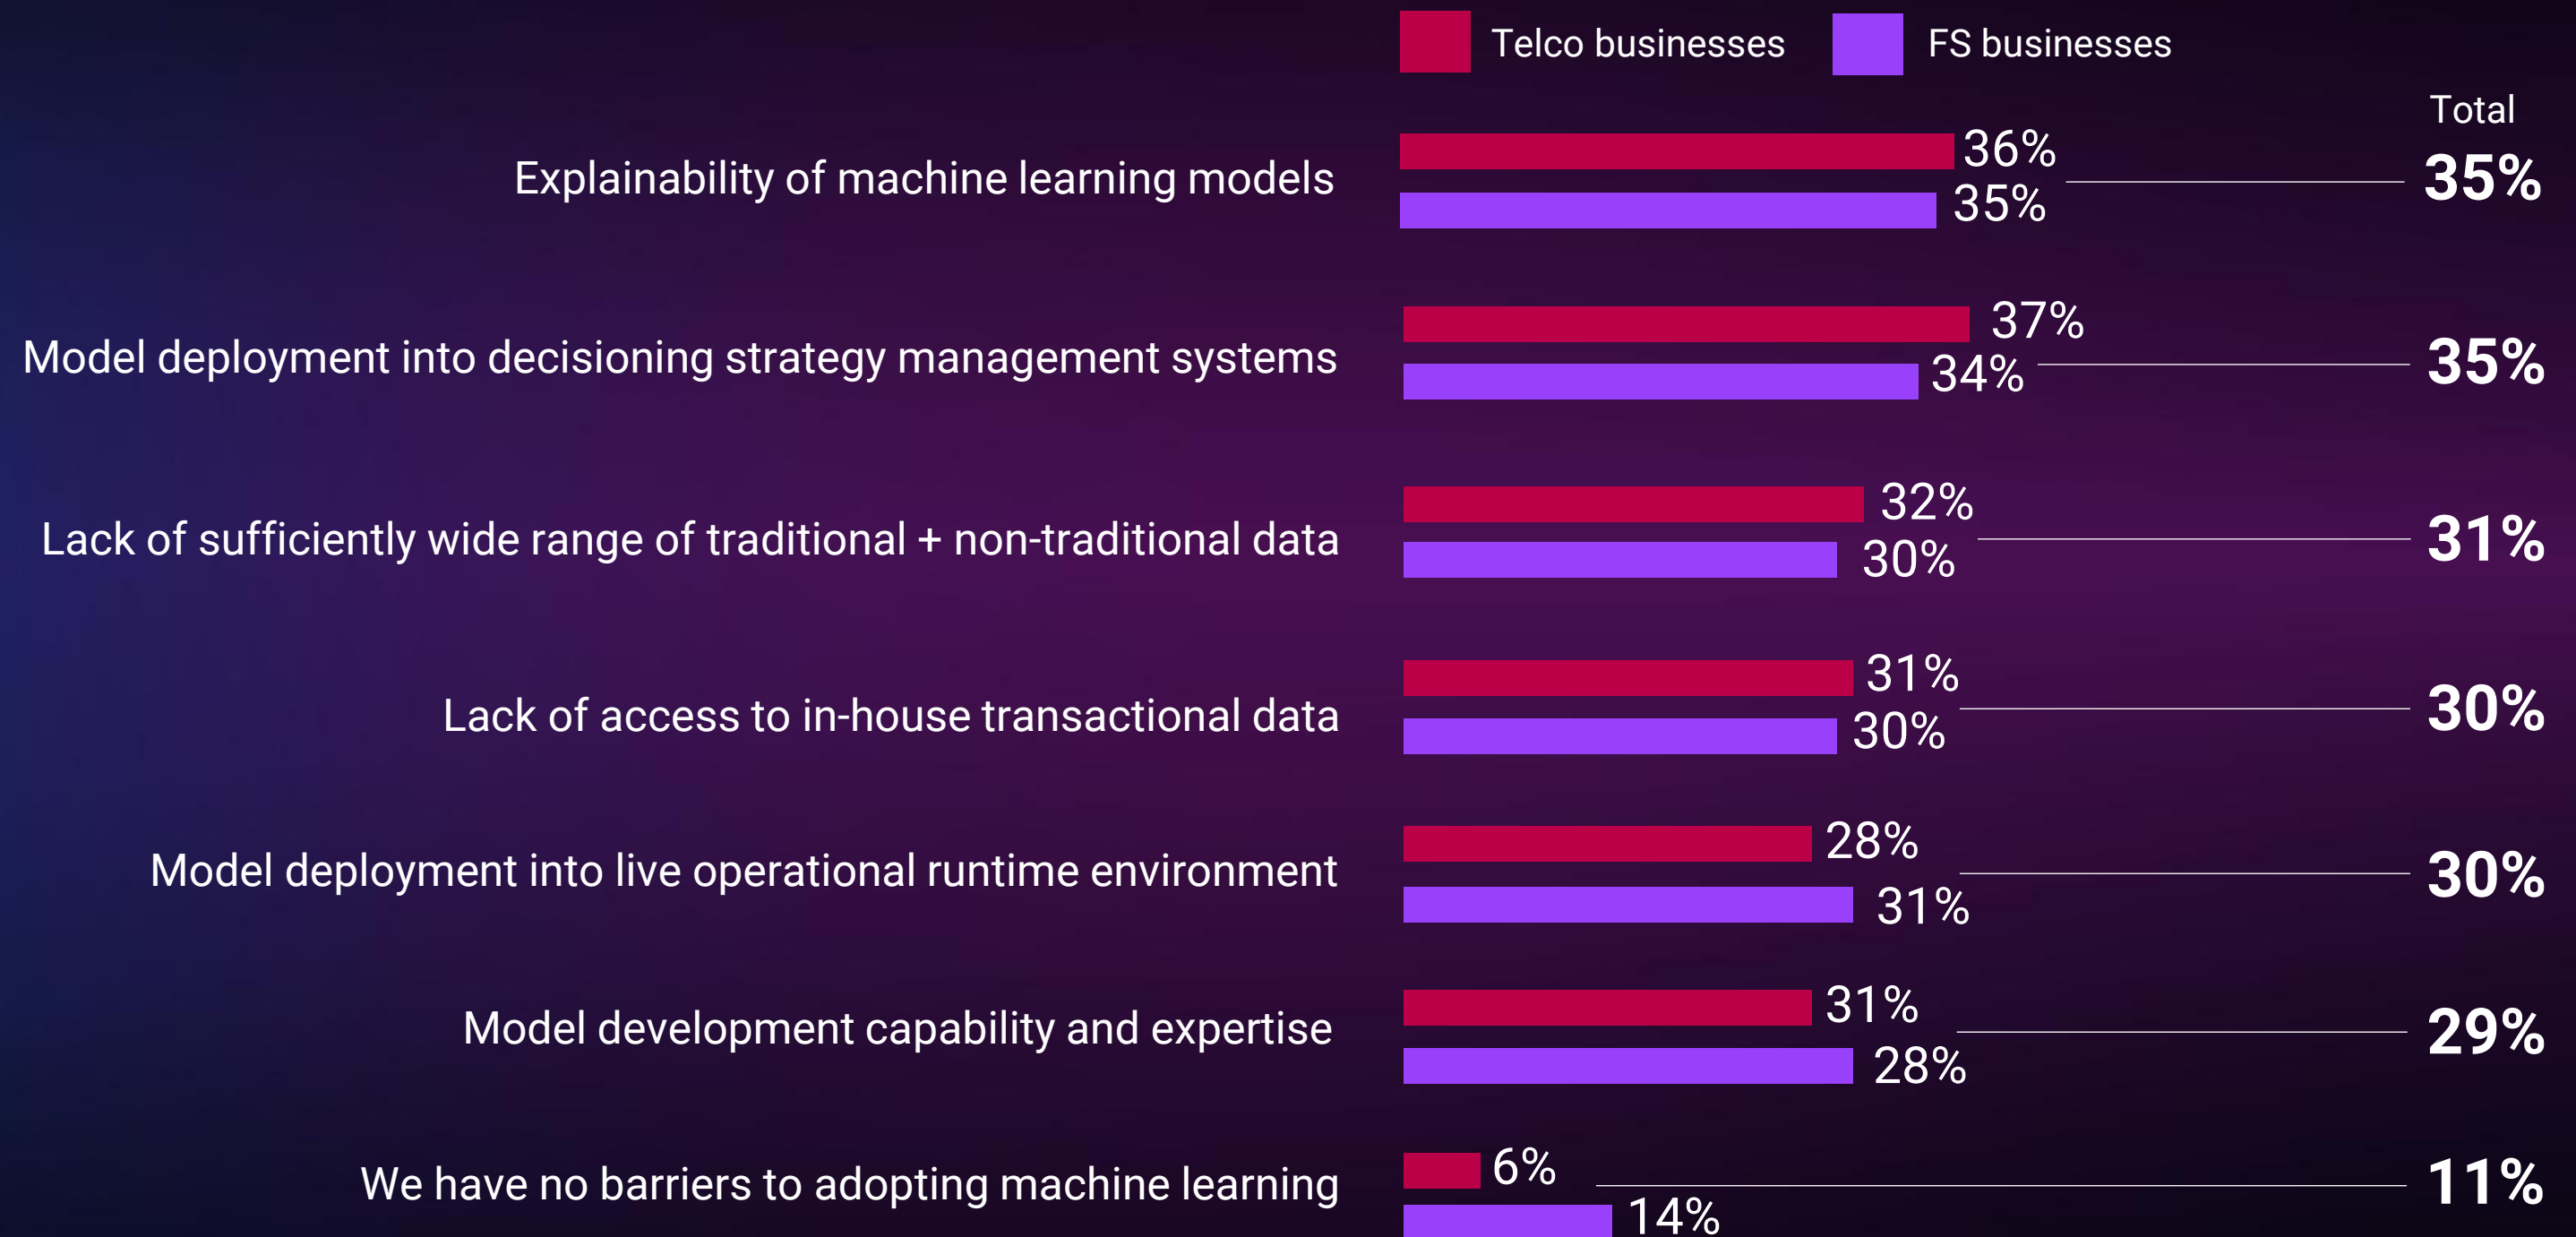 Telco businesses
FS businesses
Total
Explainability of machine learning models
36%
35%
35%
Model deployment into decisioning strategy management systems
37%
34%
35%
Lack of sufficiently wide range of traditional + non-traditional data
32%
30%
31%
Lack of access to in-house transactional data
31%
30%
30%
Model deployment into live operational runtime environment
28%
31%
30%
Model development capability and expertise
31%
28%
29%
We have no barriers to adopting machine learning
6%
14%
11%